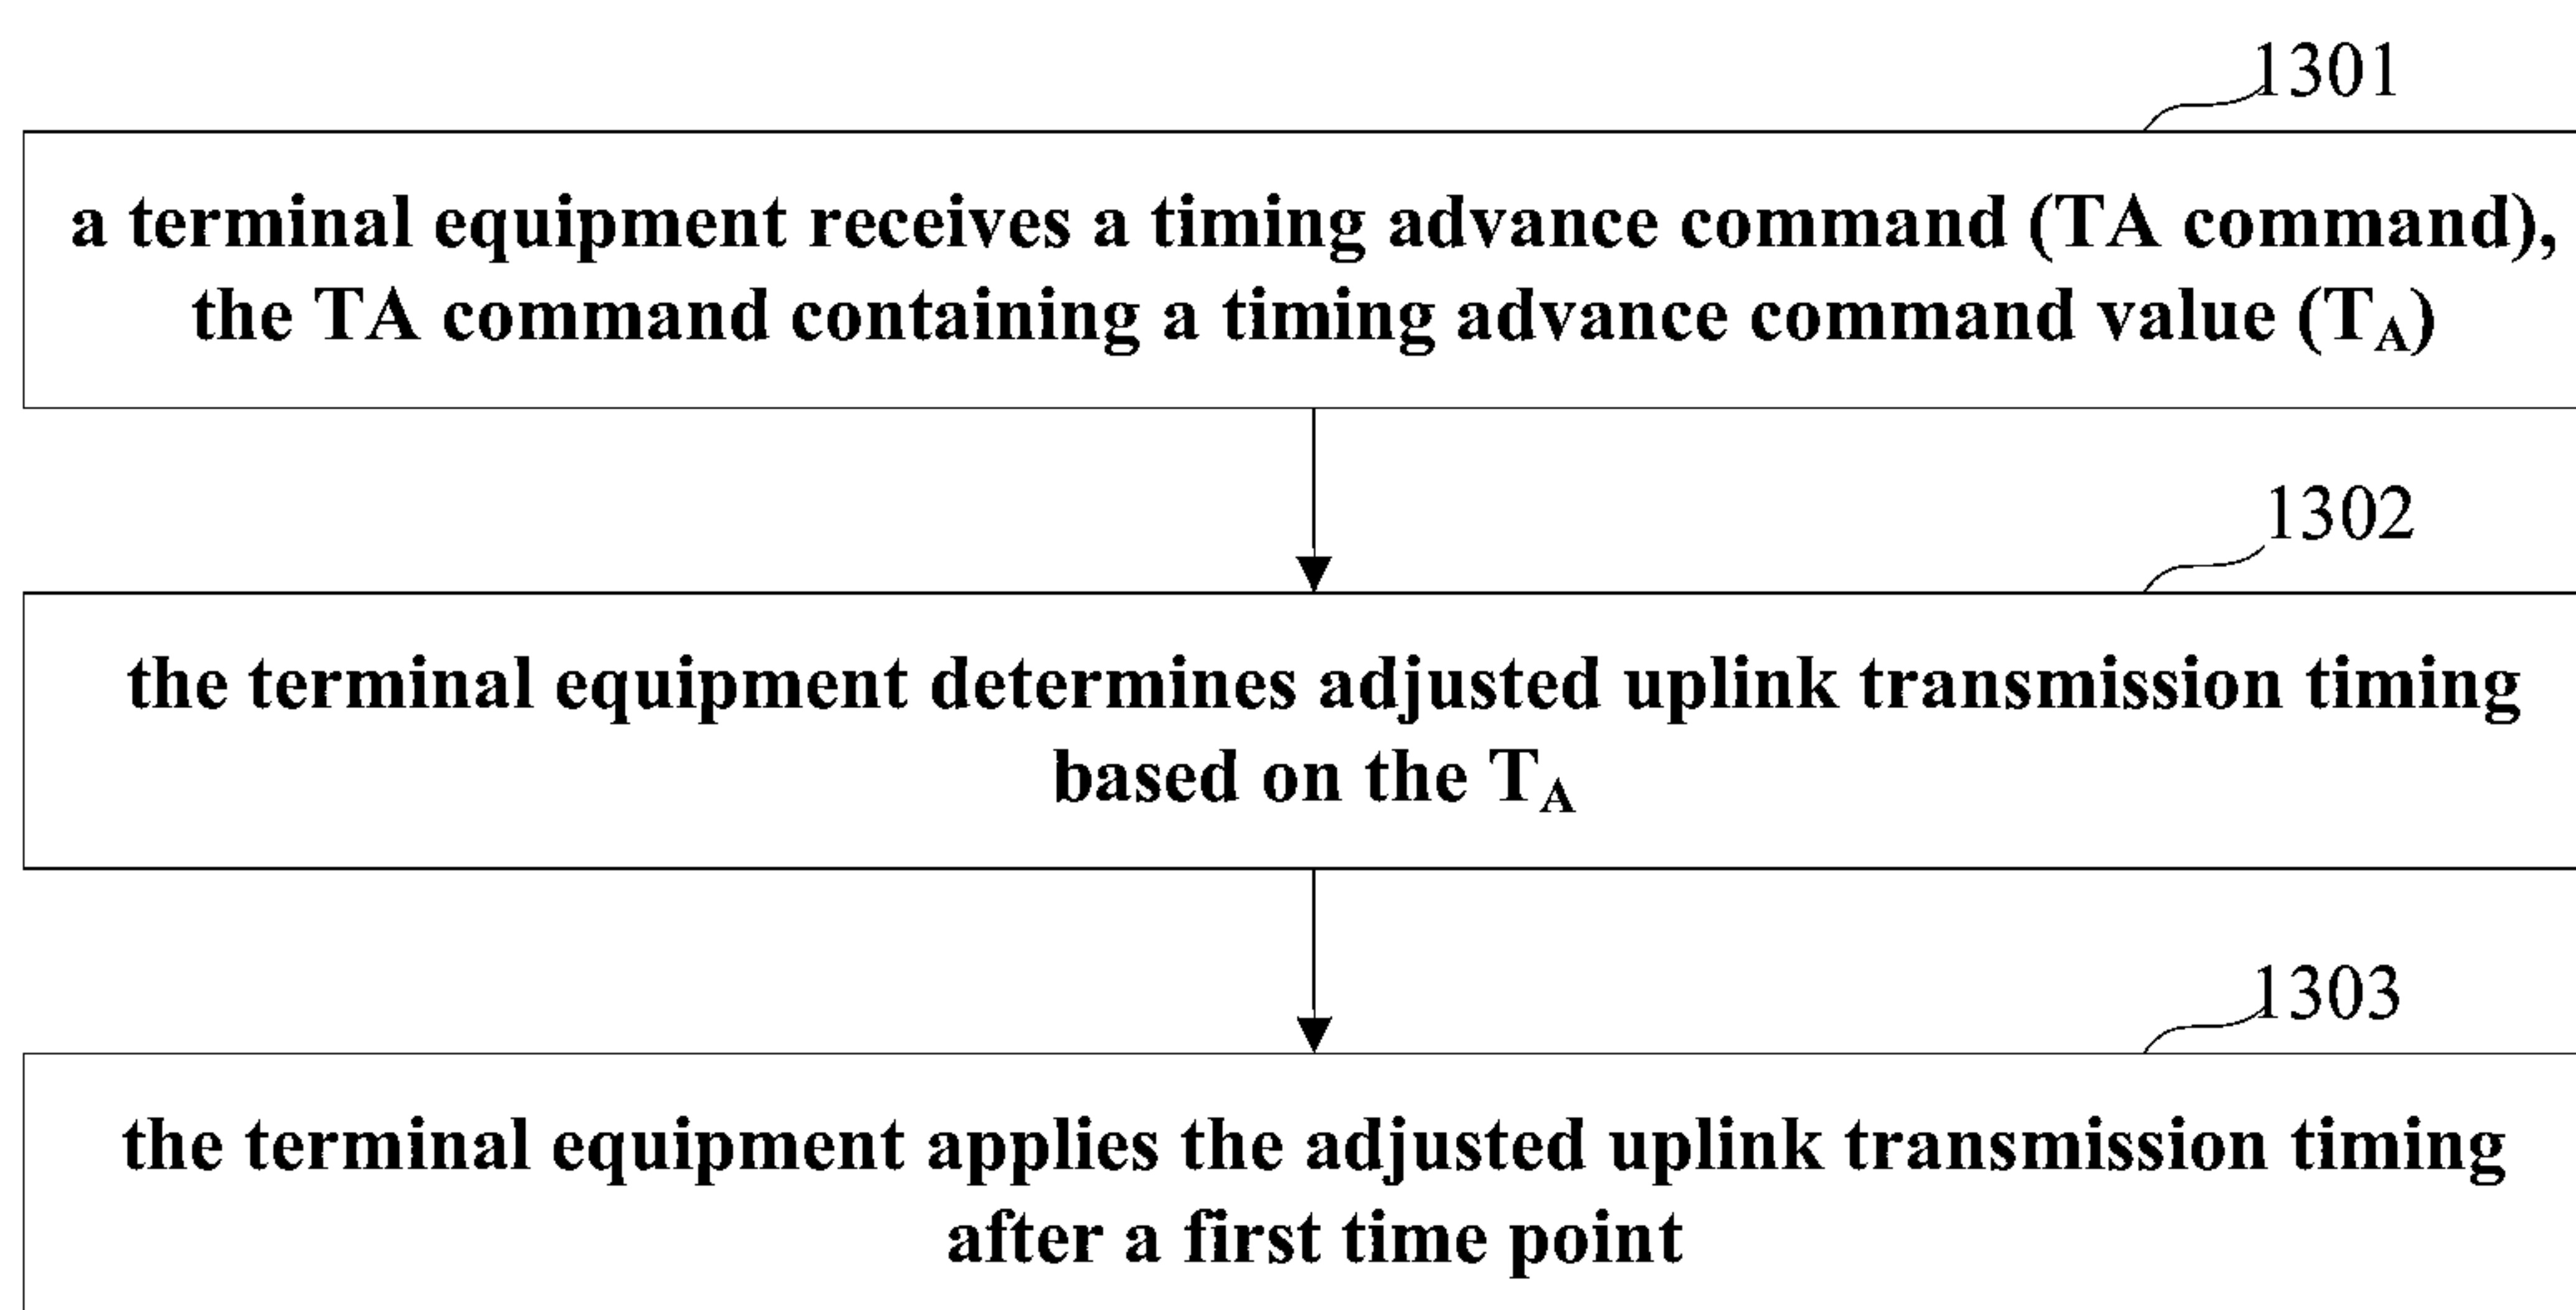 1301
a terminal equipment receives a timing advance command (TA command),
the TA command containing a timing advance command value (TA)
1302
the terminal equipment determines adjusted uplink transmission timing
based on the TA
1303
the terminal equipment applies the adjusted uplink transmission timing
after a first time point